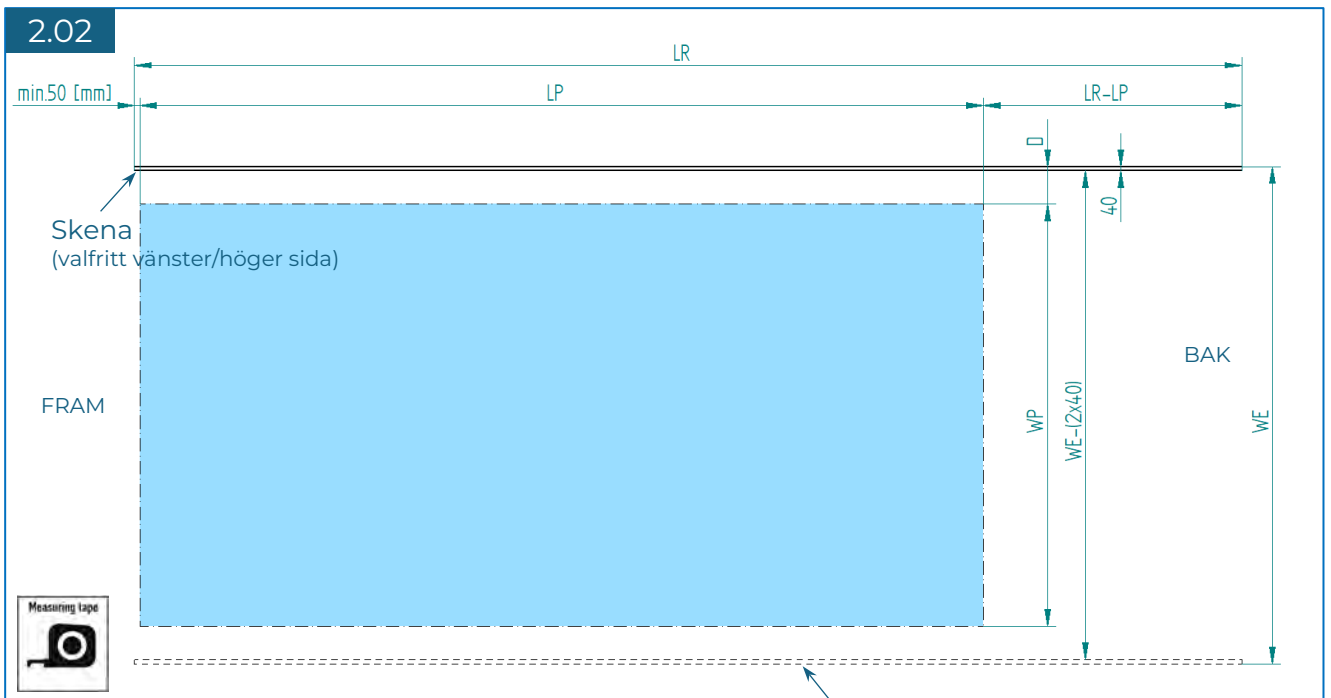 2.02
LR
min.50 [mm]
LP
LR-LP
D
40
Skena
(valfritt vänster/höger sida)
BAK
FRAM
WP
WE-(2x40)
WE
Measuring tape